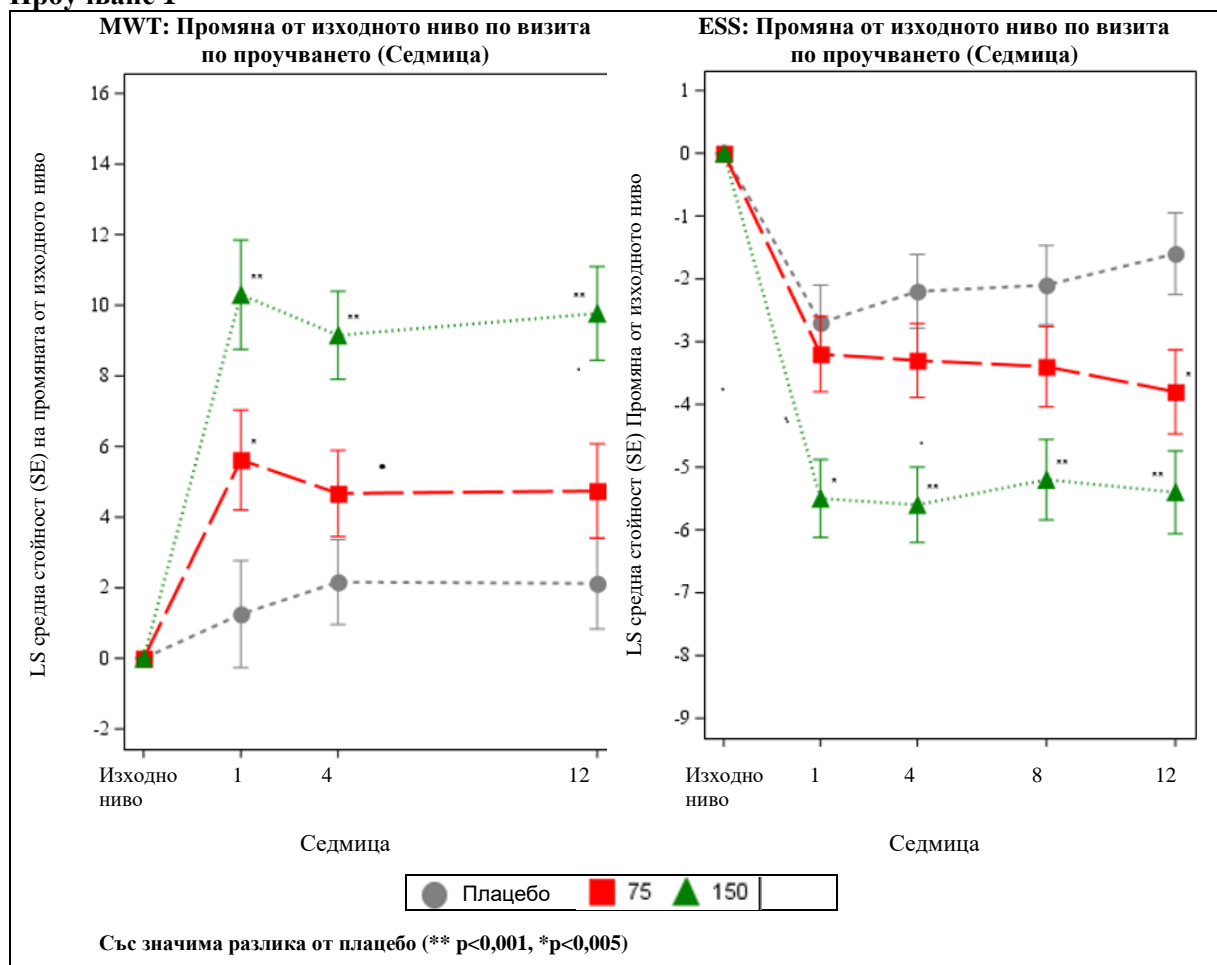 Проучване 1
MWT: Промяна от изходното ниво по визита
по проучването (Седмица)
LS средна стойност (SE) на промяната от изходното ниво
16
14
12
10
8
6
4
2
0
-2
**
**
**
*
Изходно
ниво
1
4
12
Седмица
ESS: Промяна от изходното ниво по визита
по проучването (Седмица)
LS средна стойност (SE) Промяна от изходното ниво
1
0
-1
-2
-3
-4
-5
-6
-7
-8
-9
*
*
**
**
**
Изходно
ниво
1
4
8
12
Седмица
Плацебо 75 150
Със значима разлика от плацебо (** p<0,001, *p<0,005)